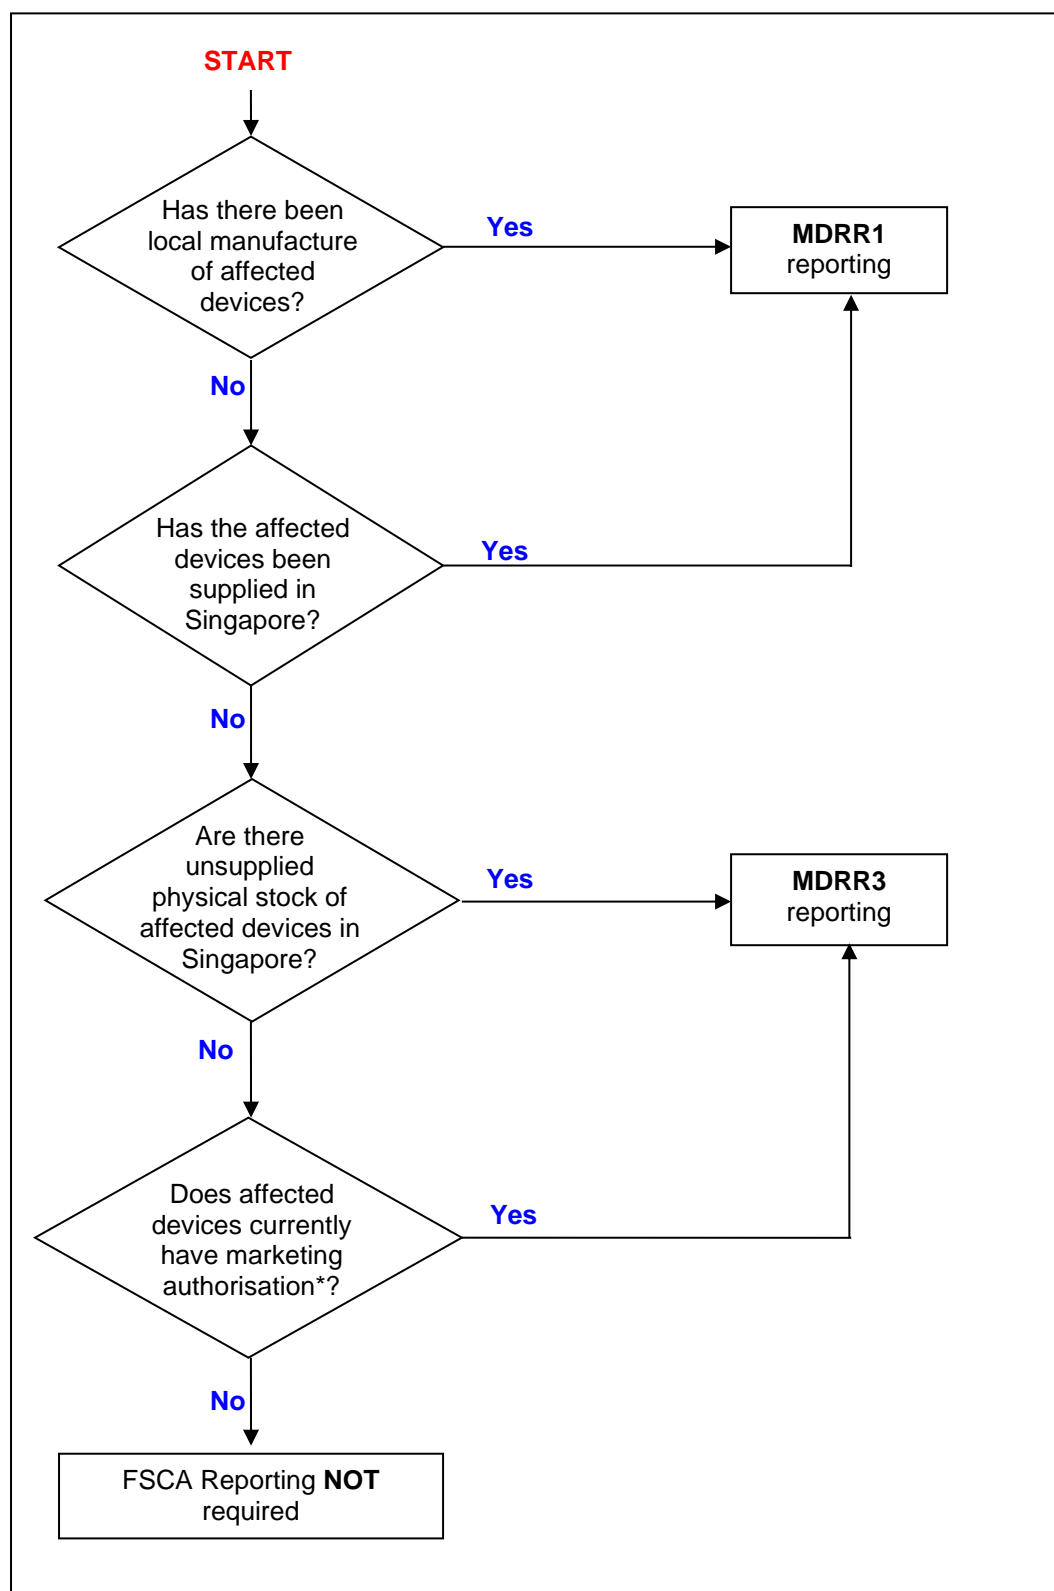 START
Has there been
local manufacture
of affected
devices?
Yes
MDRR1
reporting
No
Has the affected
devices been
supplied in
Singapore?
Yes
No
Are there
unsupplied
physical stock of
affected devices in
Singapore?
Yes
MDRR3
reporting
No
Does affected
devices currently
have marketing
authorisation*?
Yes
No
FSCA Reporting NOT
required